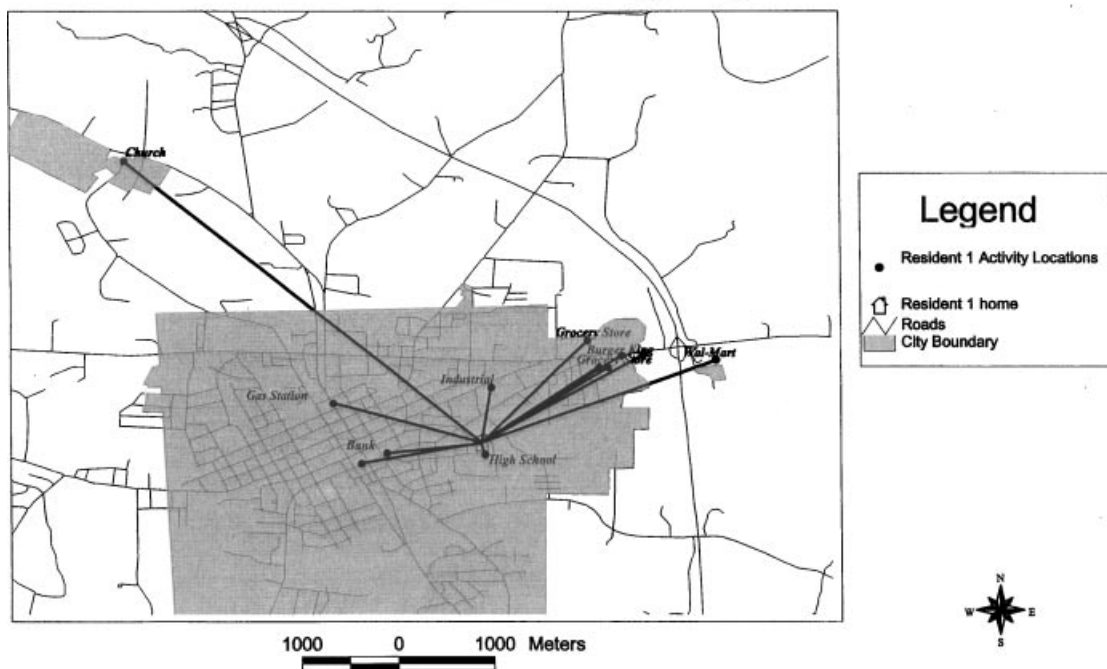 Church
Grocery Store
Burger King
Wal-Mart
Industrial
Gas Station
Bank
High School
Legend
Resident 1 Activity Locations
Resident 1 home
Roads
City Boundary
N
W
E
S
1000 0 1000 Meters